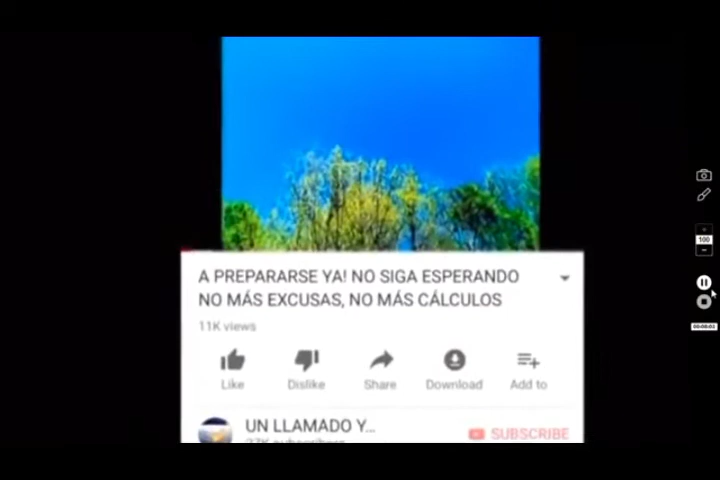 A PREPARARSE YA! NO SIGA ESPERANDO
NO MÁS EXCUSAS, NO MÁS CÁLCULOS
11K views
Like
Dislike
Share
Download
Add to
UN LLAMADO Y...
SUBSCRIBE
100